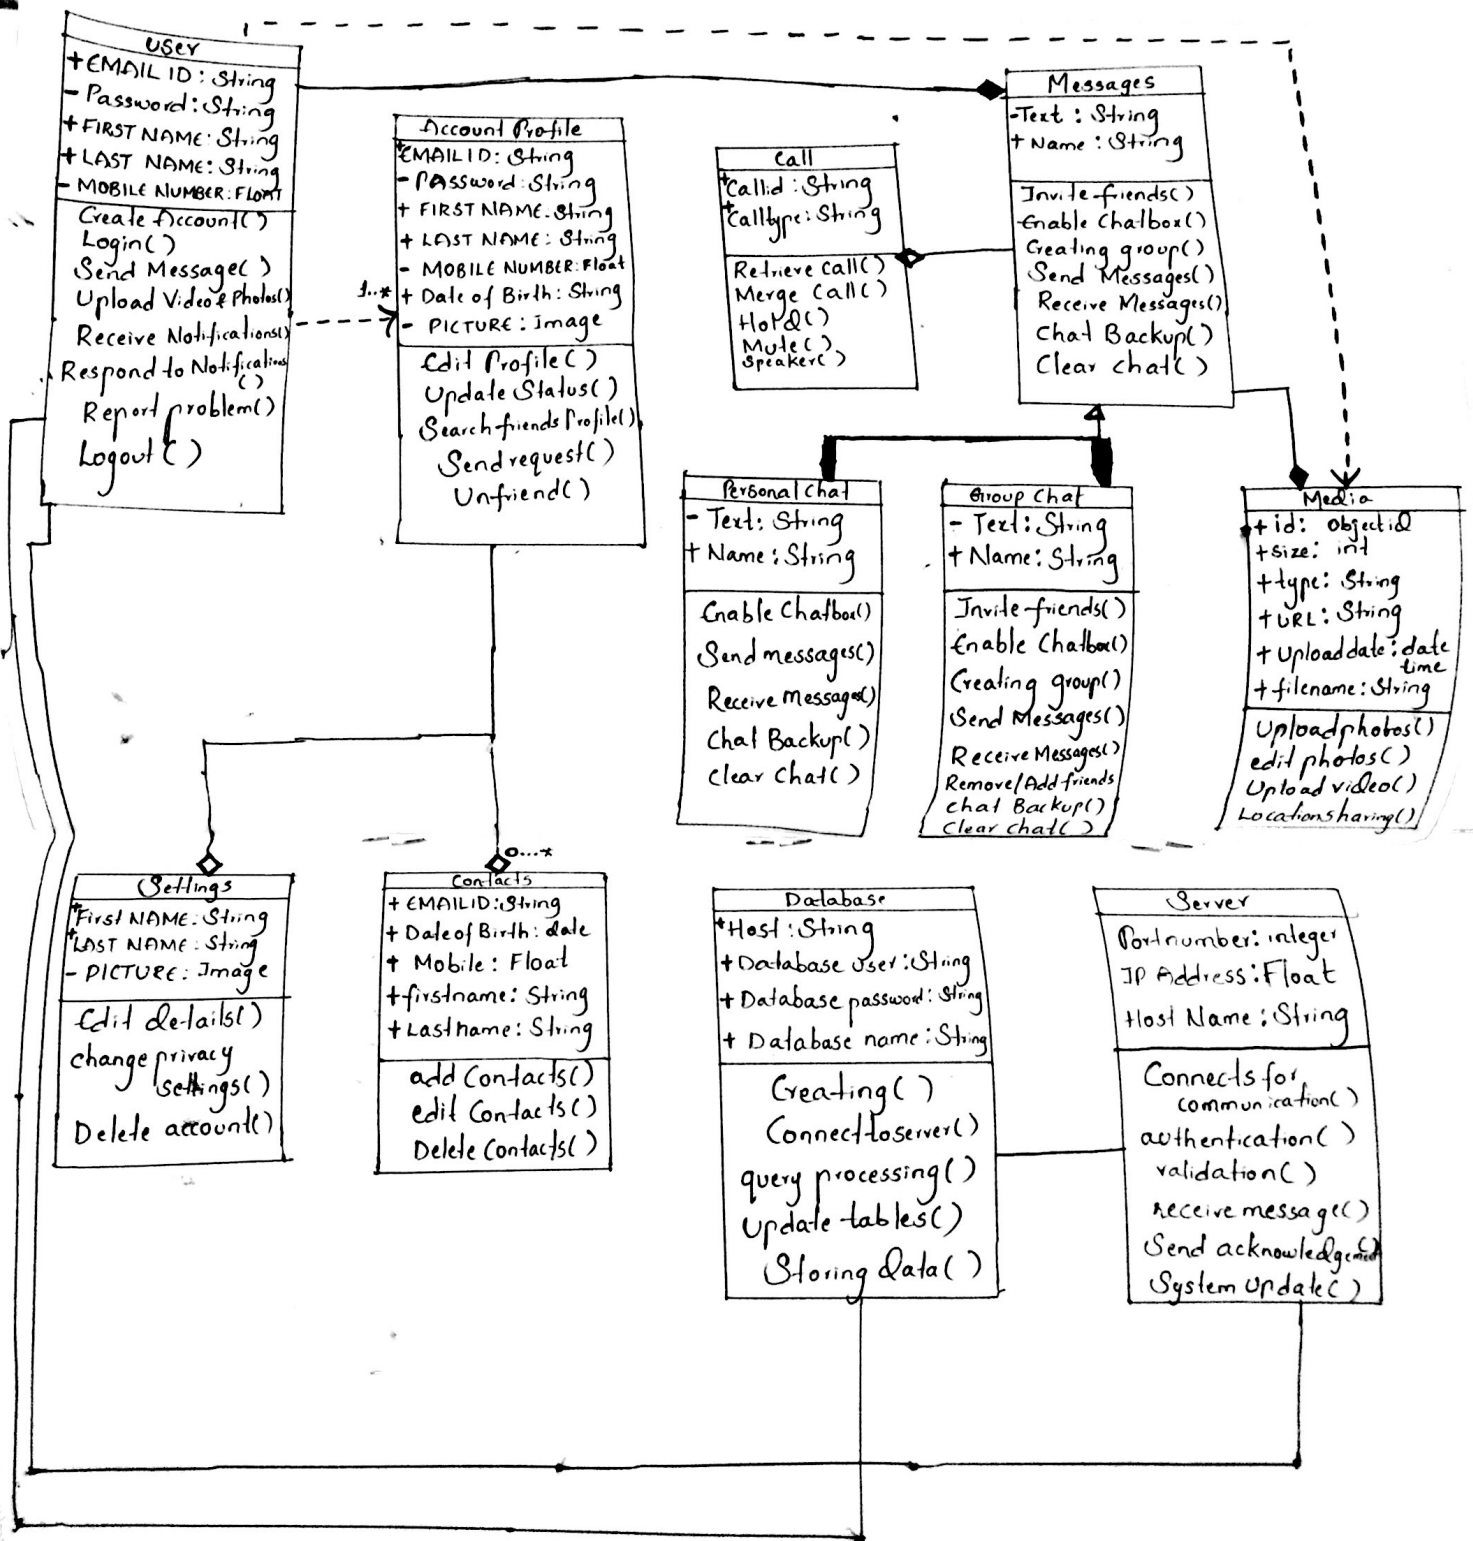 User
+EMAIL ID: String
- Password: String
+FIRST NAME: String
+ LAST NAME: String
- MOBILE NUMBER: FLOAT
Create Account()
Login()
Send Message( )
Upload Video & Photos()
Receive Notifications()
Respond to Notifications
()
Report problem()
Logout ( )
1..*
Account Profile
+EMAIL ID: String
- PAssword: String
+ FIRST NAME: String
+ LAST NAME: String
- MOBILE NUMBER: Float
+ Date of Birth: String
- PICTURE: Image
Edit Profile( )
Update Status( )
Search friends Profile()
Send request( )
Unfriend( )
Call
+Callid: String
+Calltype: String
Retrieve call( )
Merge Call( )
Hold( )
Mute( )
Speaker( )
Messages
-Text: String
+ Name: String
Invite friends( )
Enable Chatbox()
Creating group()
Send Messages()
Receive Messages()
Chat Backup()
Clear chat( )
Personal Chat
- Text: String
+ Name: String
Enable Chatbox()
Send messages()
Receive Messages()
Chat Backup( )
Clear Chat( )
Group Chat
- Text: String
+ Name: String
Invite friends()
Enable Chatbox()
Creating group()
Send Messages()
Receive Messages()
Remove/Add friends
Chat Backup()
Clear chat( )
Media
+ id: objectid
+size: int
+type: String
+URL: String
+ Uploaddate: date
time
+ filename: String
Uploadphotos()
edit photos( )
Upload video( )
Locationsharing()
Settings
+First NAME: String
+LAST NAME: String
- PICTURE: Image
Edit details( )
change privacy
settings( )
Delete account()
0...*
Contacts
+ EMAILID: String
+ Date of Birth: date
+ Mobile: Float
+firstname: String
+Lastname: String
add Contacts()
edit Contacts( )
Delete Contacts( )
Database
+Host: String
+Database user: String
+ Database password: String
+ Database name: String
Creating( )
Connecttoserver( )
query processing( )
Update tables( )
Storing data( )
Server
Portnumber: integer
IP Address: Float
Host Name: String
Connects for
communication( )
authentication( )
validation( )
receive message( )
Send acknowledgement()
System Update( )